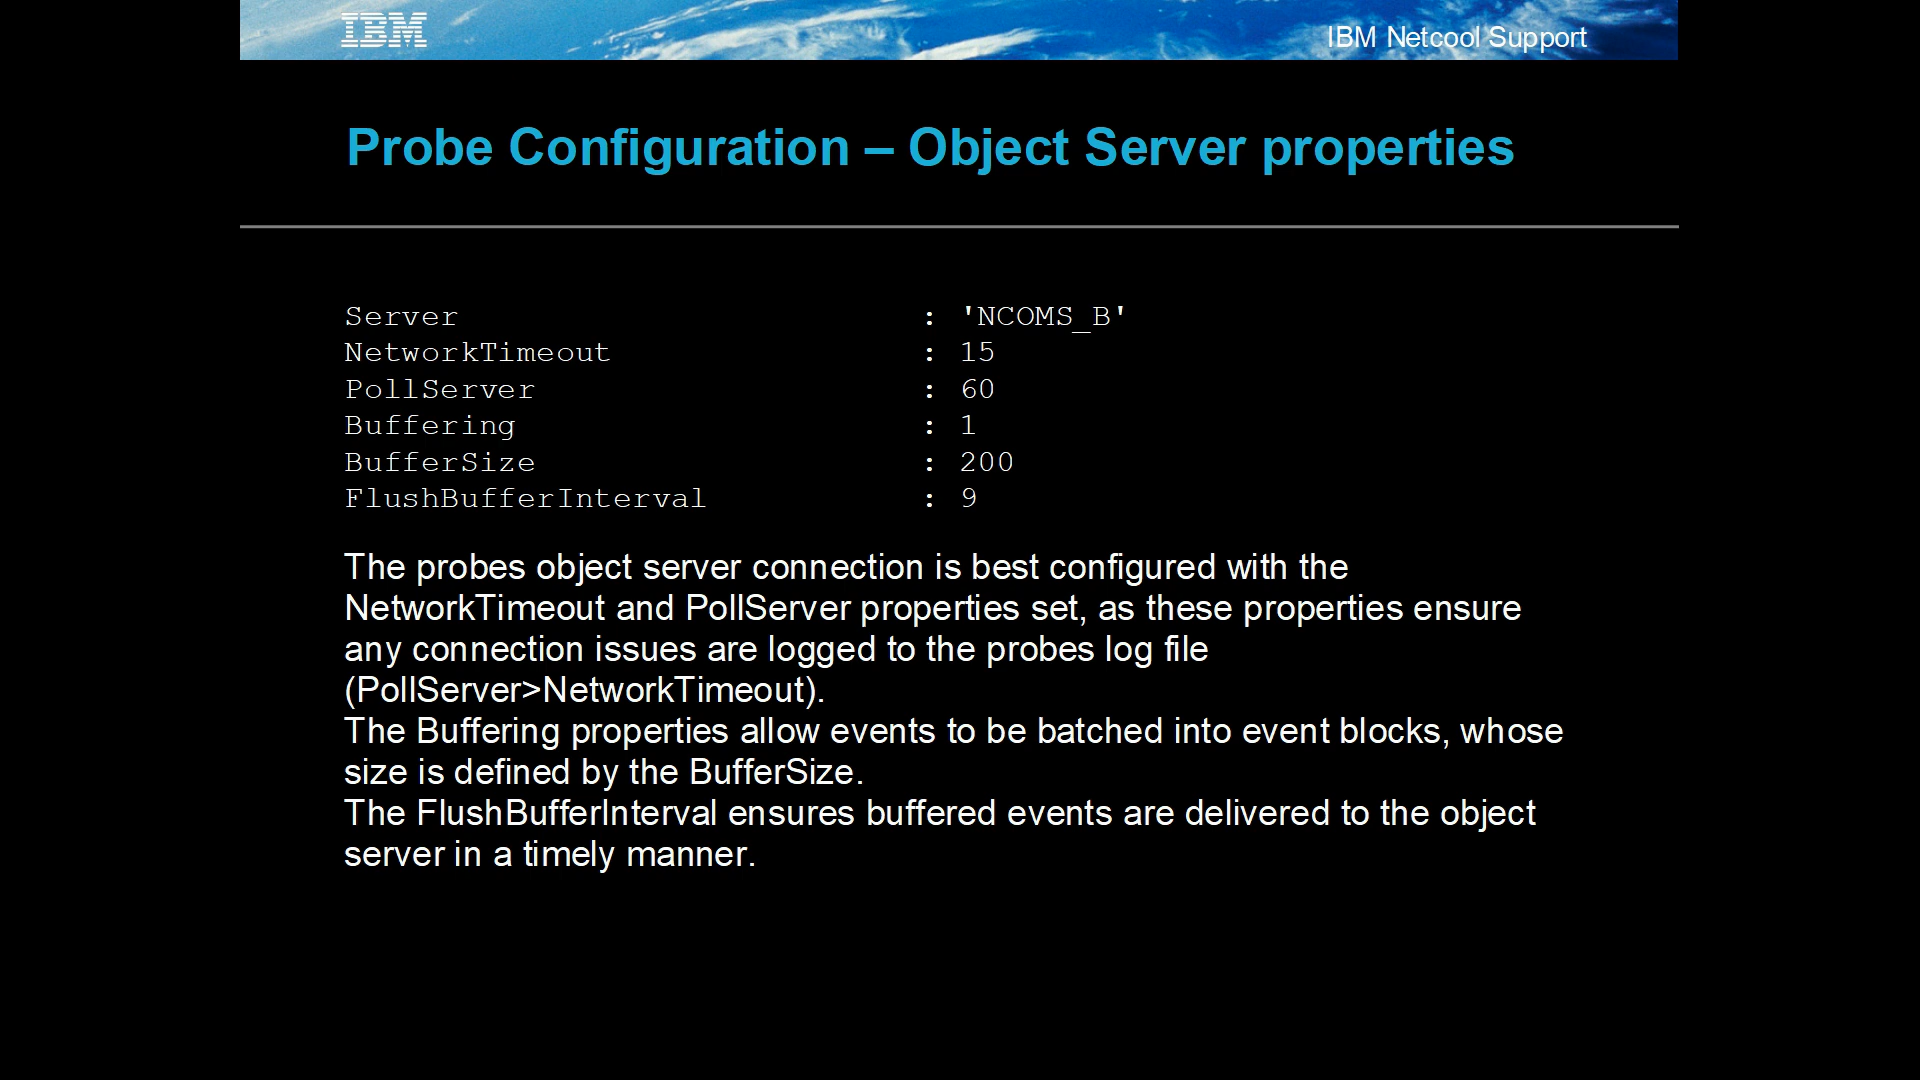 IBM
IBM Netcool Support
Probe Configuration – Object Server properties
Server : 'NCOMS_B'
NetworkTimeout : 15
PollServer : 60
Buffering : 1
BufferSize : 200
FlushBufferInterval : 9
The probes object server connection is best configured with the
NetworkTimeout and PollServer properties set, as these properties ensure
any connection issues are logged to the probes log file
(PollServer>NetworkTimeout).
The Buffering properties allow events to be batched into event blocks, whose
size is defined by the BufferSize.
The FlushBufferInterval ensures buffered events are delivered to the object
server in a timely manner.